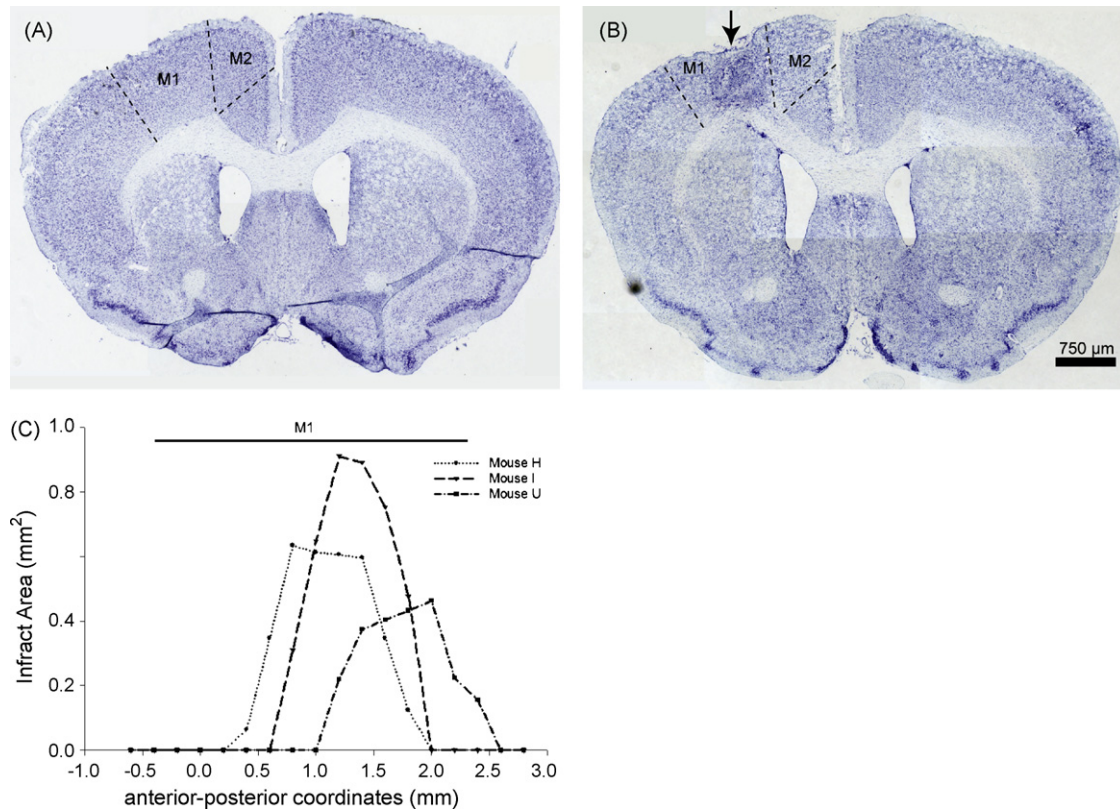 (A)
M1
M2
(B)
M1
M2
750 µm
(C)
M1
Mouse H
Mouse I
Mouse U
Infract Area (mm²)
1.0
0.8
0.4
0.2
0.0
-1.0
-0.5
0.0
0.5
1.0
1.5
2.0
2.5
3.0
anterior-posterior coordinates (mm)